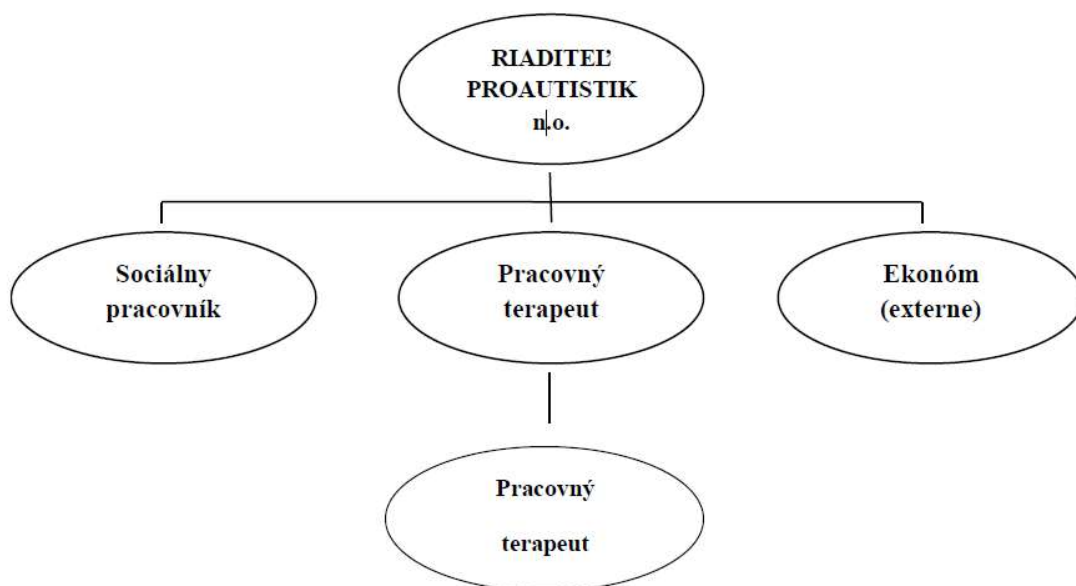 RIADITEĽ
PROAUTISTIK
n.o.
Sociálny
pracovník
Pracovný
terapeut
Ekonóm
(externe)
Pracovný
terapeut